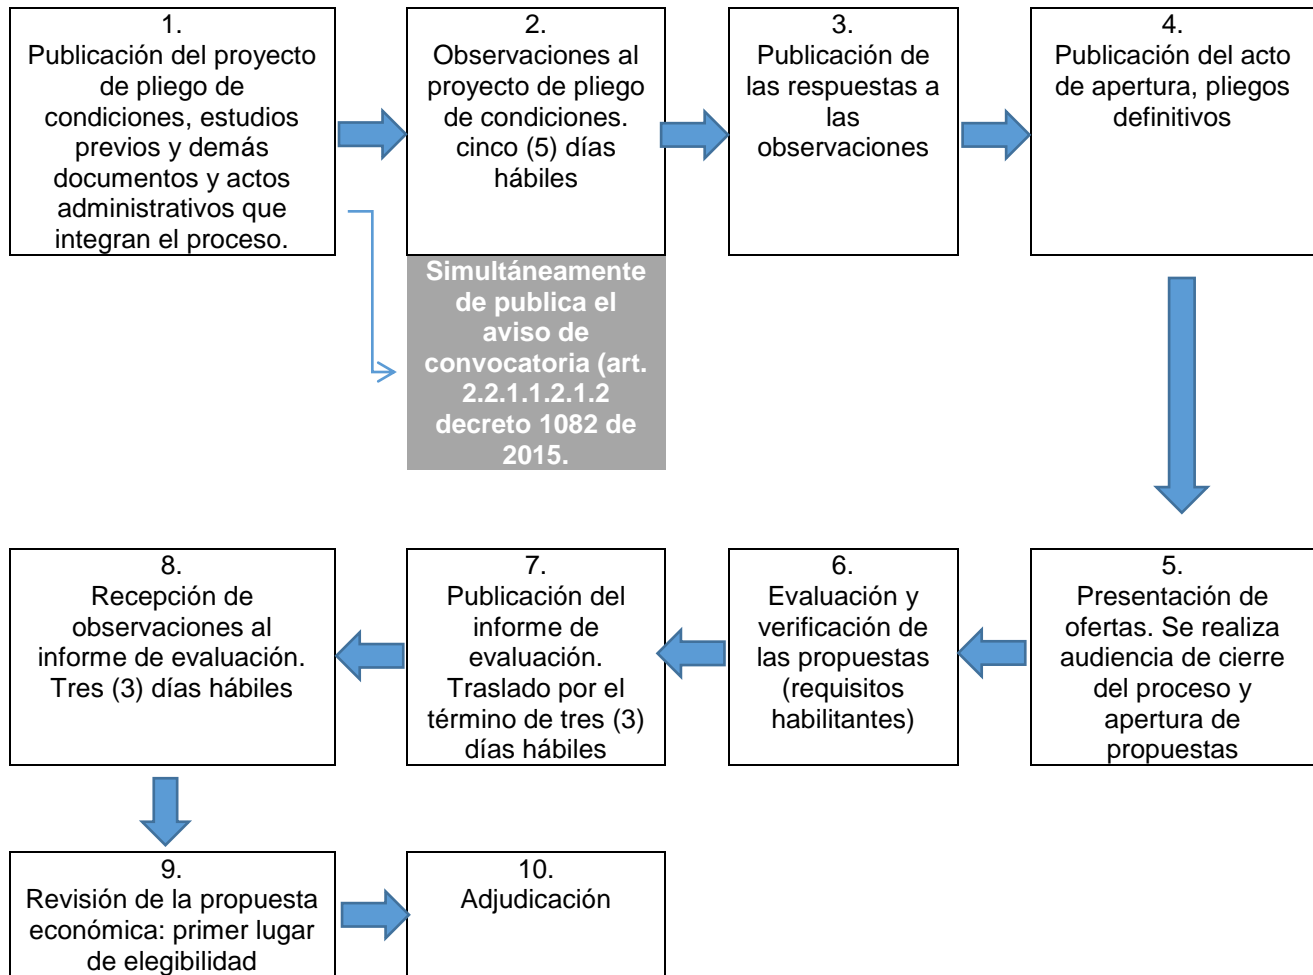 1.
Publicación del proyecto
de pliego de
condiciones, estudios
previos y demás
documentos y actos
administrativos que
integran el proceso.
2.
Observaciones al
proyecto de pliego
de condiciones.
cinco (5) días
hábiles
Simultáneamente
de publica el
aviso de
convocatoria (art.
2.2.1.1.2.1.2
decreto 1082 de
2015.
3.
Publicación de
las respuestas a
las
observaciones
4.
Publicación del acto
de apertura, pliegos
definitivos
5.
Presentación de
ofertas. Se realiza
audiencia de cierre
del proceso y
apertura de
propuestas
6.
Evaluación y
verificación de
las propuestas
(requisitos
habilitantes)
7.
Publicación del
informe de
evaluación.
Traslado por el
término de tres (3)
días hábiles
8.
Recepción de
observaciones al
informe de evaluación.
Tres (3) días hábiles
9.
Revisión de la propuesta
económica: primer lugar
de elegibilidad
10.
Adjudicación